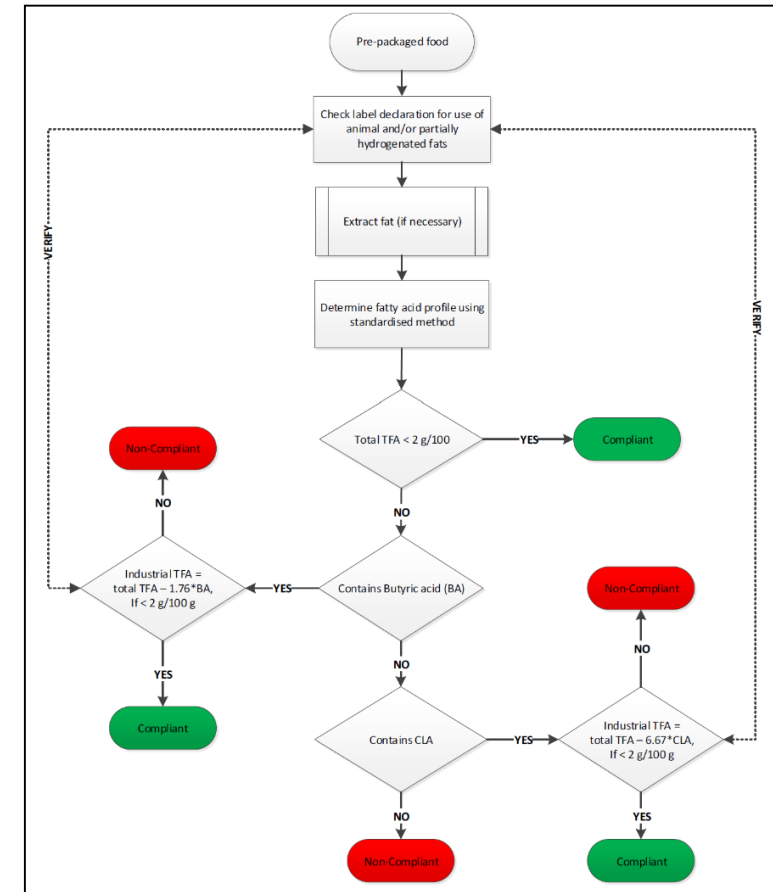 Pre-packaged food
Check label declaration for use of
animal and/or partially
hydrogenated fats
Extract fat (if necessary)
VERIFY
VERIFY
Determine fatty acid profile using
standardised method
Total TFA < 2 g/100
YES
Compliant
Non-Compliant
NO
NO
Industrial TFA =
total TFA – 1.76*BA,
If < 2 g/100 g
YES
Contains Butyric acid (BA)
Non-Compliant
NO
YES
NO
Compliant
Contains CLA
YES
Industrial TFA =
total TFA – 6.67*CLA,
If < 2 g/100 g
NO
YES
Non-Compliant
Compliant